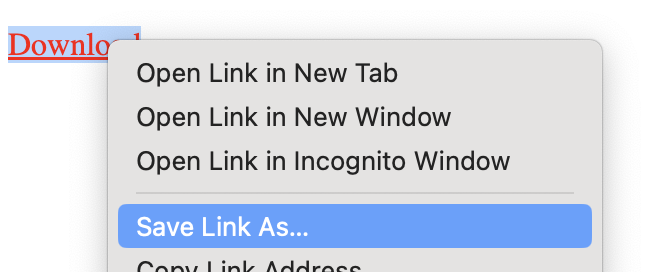 Download
Open Link in New Tab
Open Link in New Window
Open Link in Incognito Window
Save Link As...
Copy Link Address